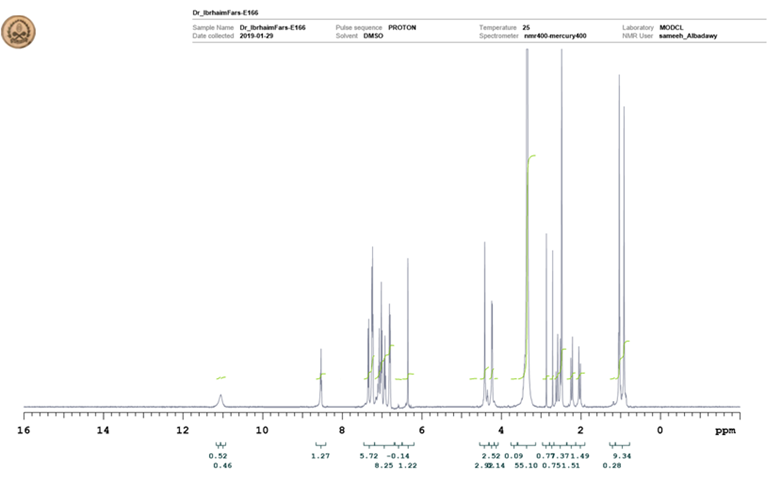 Dr_IbrhaimFars-E166
Sample Name Dr_IbrhaimFars-E166 Pulse sequence PROTON Temperature 25 Laboratory MODCL
Date collected 2019-01-29 Solvent DMSO Spectrometer nmr400-mercury400 NMR User sameeh_Albadawy
16 14 12 10 8 6 4 2 0 ppm
0.52 1.27 5.72 -0.14 2.52 0.09 1.49 9.34
0.46 8.25 1.22 55.10 0.28